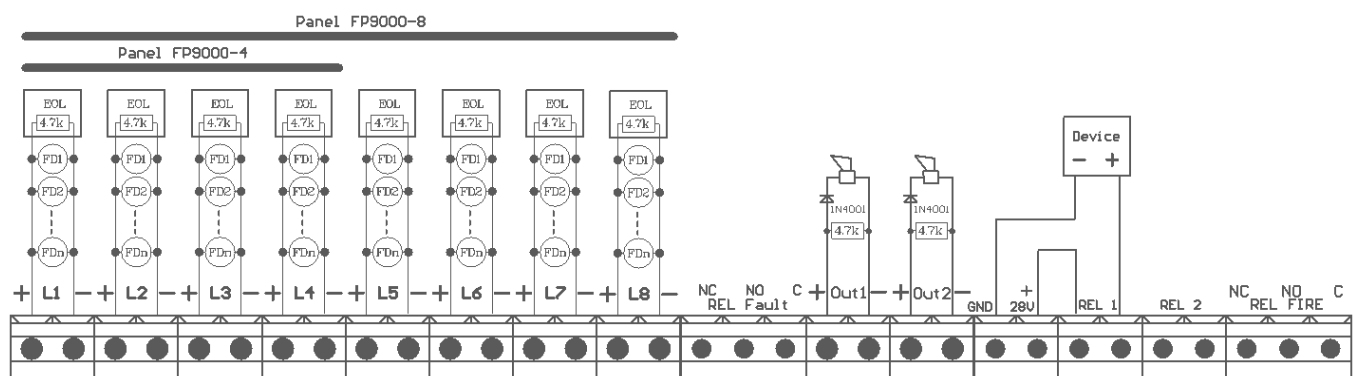 Panel FP9000-8
Panel FP9000-4
EOL EOL EOL EOL EOL EOL EOL EOL
4.7k 4.7k 4.7k 4.7k 4.7k 4.7k 4.7k 4.7k
Device
- +
FD1 FD1 FD1 FD1 FD1 FD1 FD1 FD1
FD2 FD2 FD2 FD2 FD2 FD2 FD2 FD2
1N4001 1N4001
4.7k 4.7k
FDn FDn FDn FDn FDn FDn FDn FDn
+ L1 - + L2 - + L3 - + L4 - + L5 - + L6 - + L7 - + L8 - NC NO C + Out1 - + Out2 - + NC NO C
REL Fault GND 28V REL 1 REL 2 REL FIRE